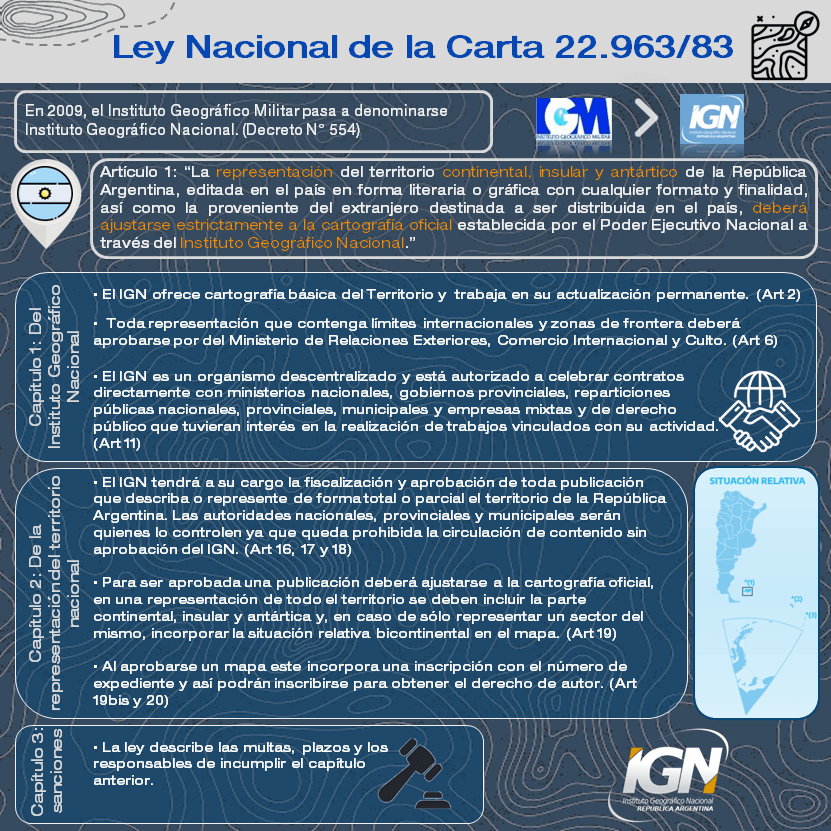 Ley Nacional de la Carta 22.963/83
En 2009, el Instituto Geográfico Militar pasa a denominarse
Instituto Geográfico Nacional. (Decreto N° 554)
IGM
INSTITUTO GEOGRÁFICO MILITAR
IGN
Instituto Geográfico Nacional
REPÚBLICA ARGENTINA
Artículo 1: “La representación del territorio continental, insular y antártico de la República
Argentina, editada en el país en forma literaria o gráfica con cualquier formato y finalidad,
así como la proveniente del extranjero destinada a ser distribuida en el país, deberá
ajustarse estrictamente a la cartografía oficial establecida por el Poder Ejecutivo Nacional a
través del Instituto Geográfico Nacional.”
Capítulo 1: Del
Instituto Geográfico
Nacional
• El IGN ofrece cartografía básica del Territorio y trabaja en su actualización permanente. (Art 2)
• Toda representación que contenga límites internacionales y zonas de frontera deberá
aprobarse por del Ministerio de Relaciones Exteriores, Comercio Internacional y Culto. (Art 6)
• El IGN es un organismo descentralizado y está autorizado a celebrar contratos
directamente con ministerios nacionales, gobiernos provinciales, reparticiones
públicas nacionales, provinciales, municipales y empresas mixtas y de derecho
público que tuvieran interés en la realización de trabajos vinculados con su actividad.
(Art 11)
Capítulo 2: De la
representación del territorio
nacional
• El IGN tendrá a su cargo la fiscalización y aprobación de toda publicación
que describa o represente de forma total o parcial el territorio de la República
Argentina. Las autoridades nacionales, provinciales y municipales serán
quienes lo controlen ya que queda prohibida la circulación de contenido sin
aprobación del IGN. (Art 16, 17 y 18)
• Para ser aprobada una publicación deberá ajustarse a la cartografía oficial,
en una representación de todo el territorio se deben incluir la parte
continental, insular y antártica y, en caso de sólo representar un sector del
mismo, incorporar la situación relativa bicontinental en el mapa. (Art 19)
• Al aprobarse un mapa este incorpora una inscripción con el número de
expediente y así podrán inscribirse para obtener el derecho de autor. (Art
19bis y 20)
SITUACIÓN RELATIVA
*(1)
*(2)
*(3)
Capítulo 3:
sanciones
• La ley describe las multas, plazos y los
responsables de incumplir el capítulo
anterior.
IGN
Instituto Geográfico Nacional
REPÚBLICA ARGENTINA